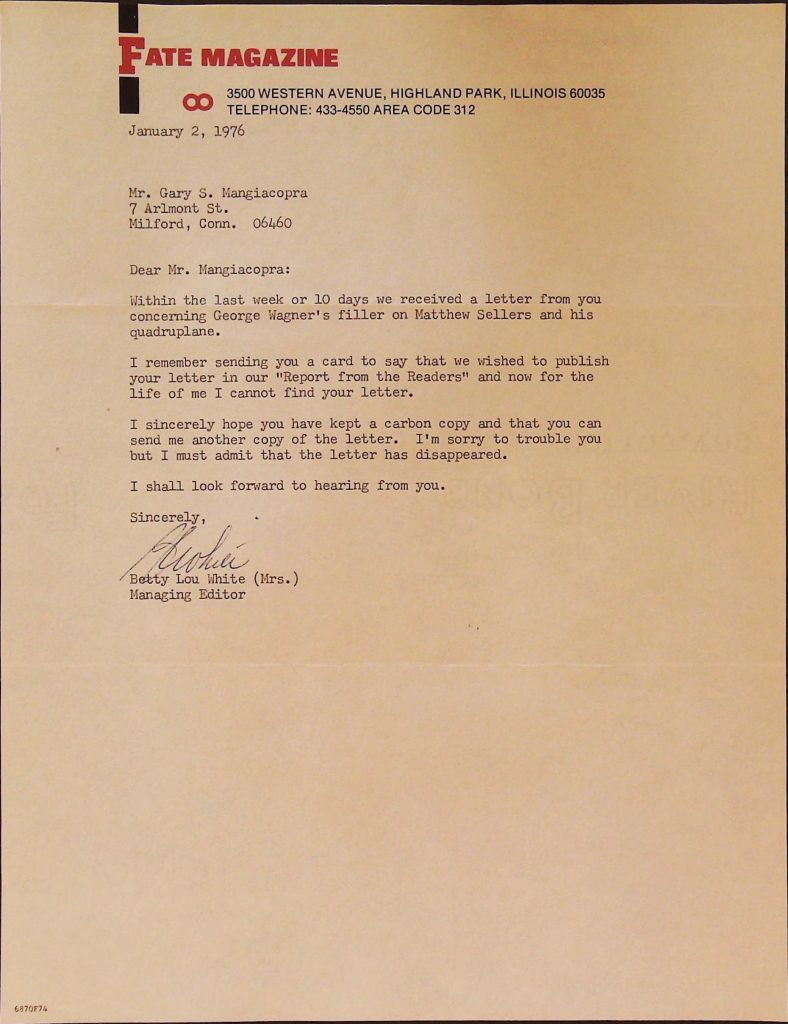 FATE MAGAZINE
3500 WESTERN AVENUE, HIGHLAND PARK, ILLINOIS 60035
TELEPHONE: 433-4550 AREA CODE 312
January 2, 1976
Mr. Gary S. Mangiacopra
7 Arlmont St.
Milford, Conn. 06460
Dear Mr. Mangiacopra:
Within the last week or 10 days we received a letter from you
concerning George Wagner's filler on Matthew Sellers and his
quadruplane.
I remember sending you a card to say that we wished to publish
your letter in our "Report from the Readers" and now for the
life of me I cannot find your letter.
I sincerely hope you have kept a carbon copy and that you can
send me another copy of the letter. I'm sorry to trouble you
but I must admit that the letter has disappeared.
I shall look forward to hearing from you.
Sincerely,
Betty Lou White (Mrs.)
Managing Editor
6870F74